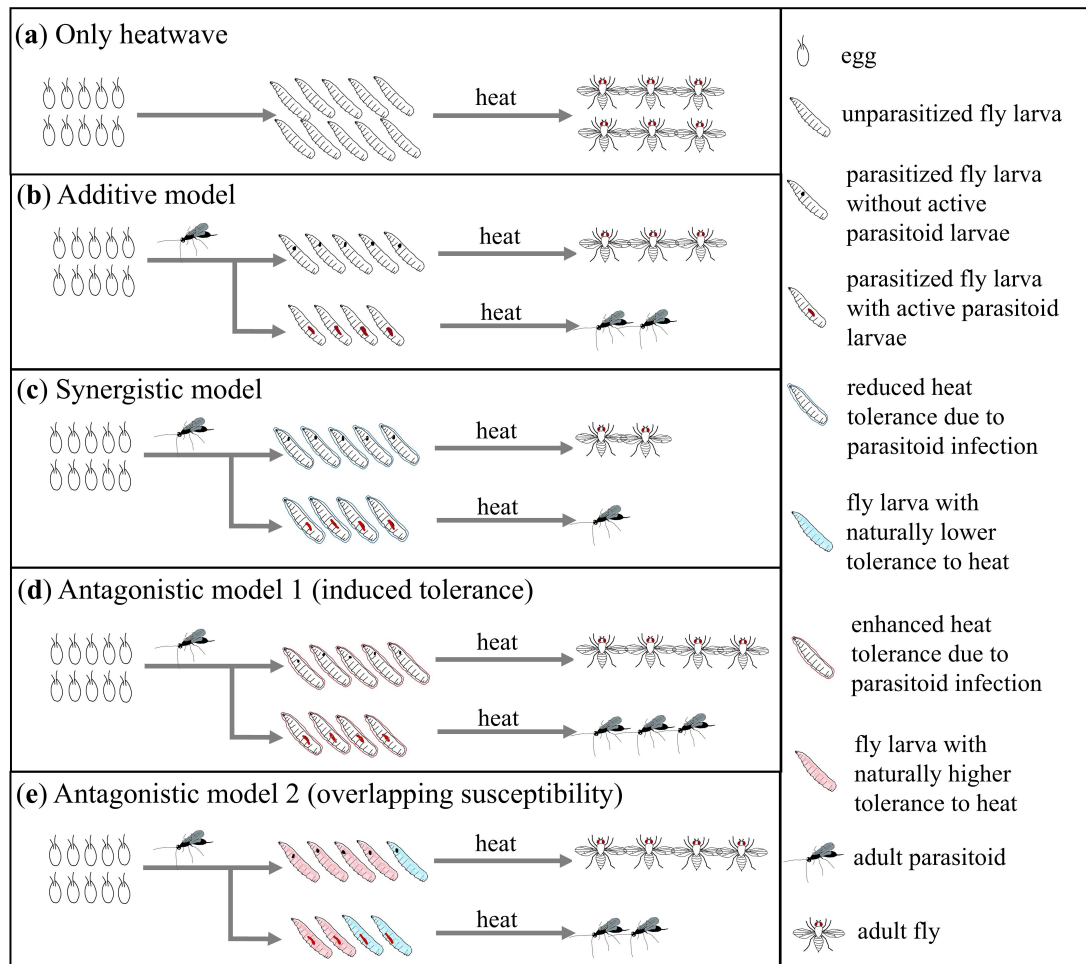 (a) Only heatwave
heat
(b) Additive model
heat
heat
(c) Synergistic model
heat
heat
(d) Antagonistic model 1 (induced tolerance)
heat
heat
(e) Antagonistic model 2 (overlapping susceptibility)
heat
heat
egg
unparasitized fly larva
parasitized fly larva
without active
parasitoid larvae
parasitized fly larva
with active parasitoid
larvae
reduced heat
tolerance due to
parasitoid infection
fly larva with
naturally lower
tolerance to heat
enhanced heat
tolerance due to
parasitoid infection
fly larva with
naturally higher
tolerance to heat
adult parasitoid
adult fly